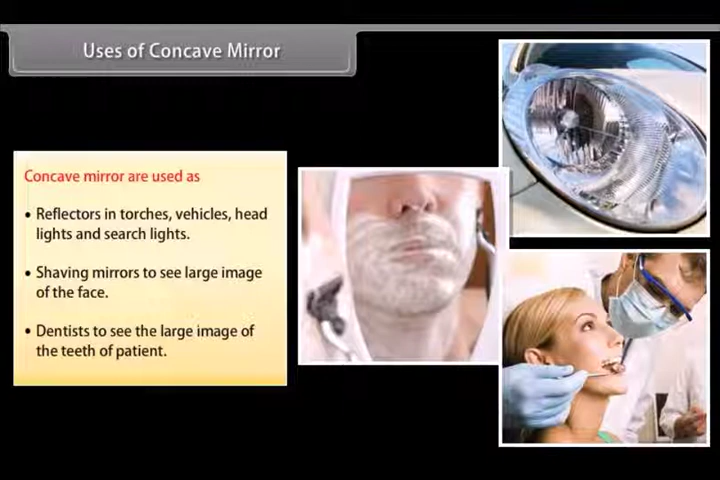 Uses of Concave Mirror
Concave mirror are used as
• Reflectors in torches, vehicles, head
lights and search lights.
• Shaving mirrors to see large image
of the face.
• Dentists to see the large image of
the teeth of patient.